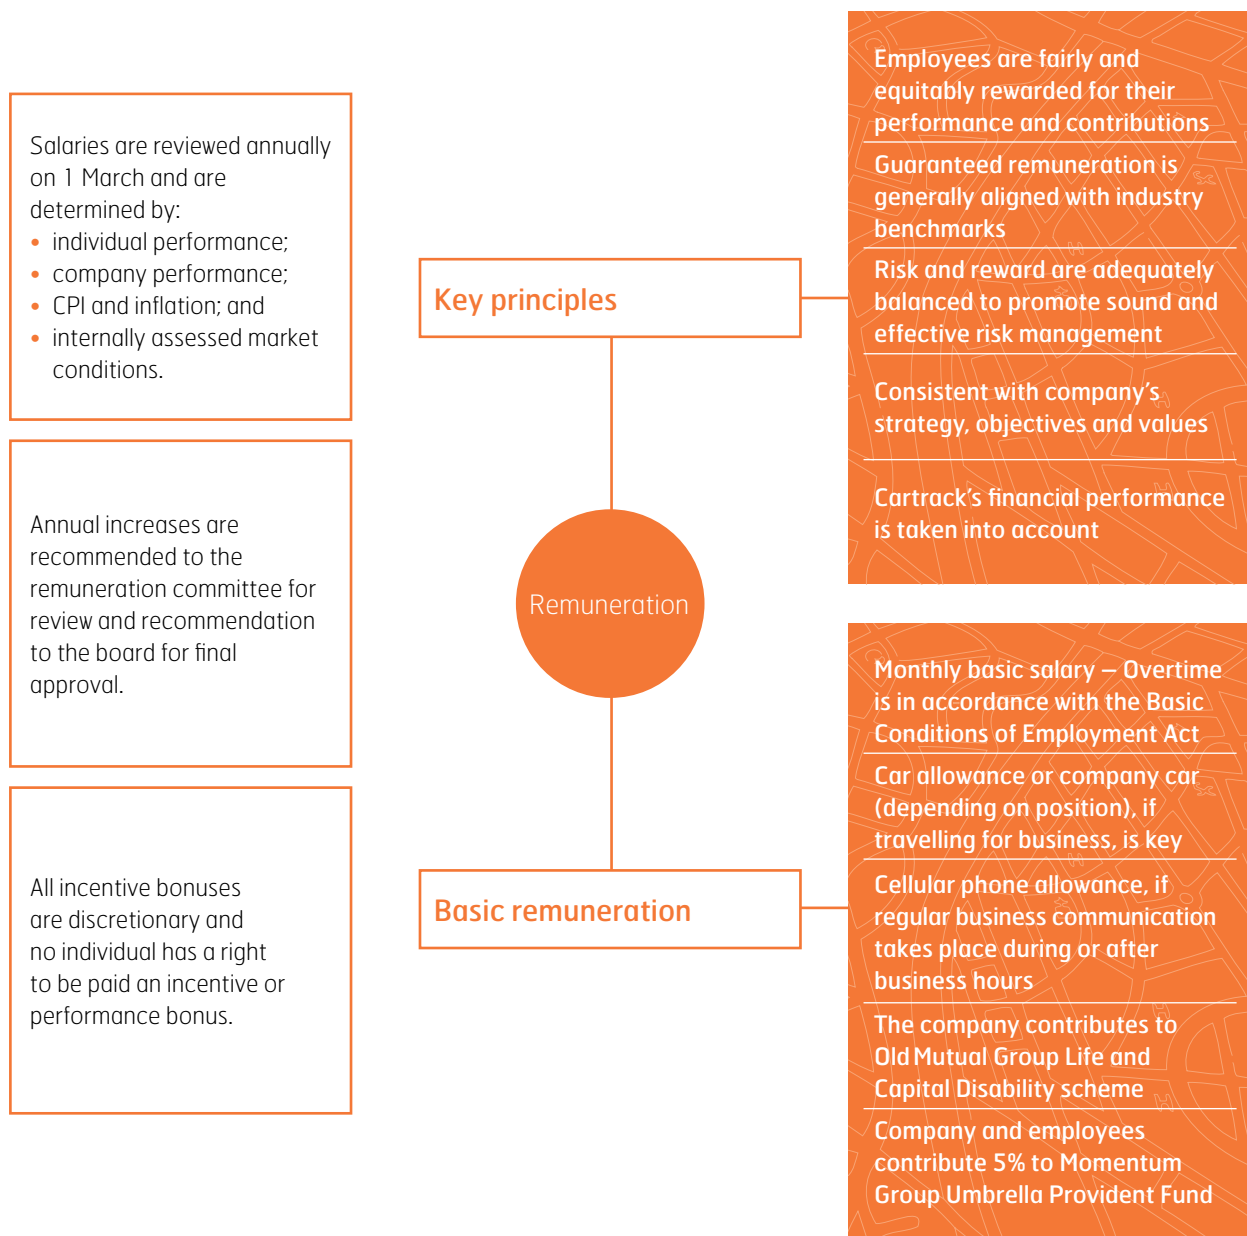 Salaries are reviewed annually
on 1 March and are
determined by:
• individual performance;
• company performance;
• CPI and inflation; and
• internally assessed market
conditions.
Annual increases are
recommended to the
remuneration committee for
review and recommendation
to the board for final
approval.
All incentive bonuses
are discretionary and
no individual has a right
to be paid an incentive or
performance bonus.
Key principles
Remuneration
Basic remuneration
Employees are fairly and
equitably rewarded for their
performance and contributions
Guaranteed remuneration is
generally aligned with industry
benchmarks
Risk and reward are adequately
balanced to promote sound and
effective risk management
Consistent with company's
strategy, objectives and values
Cartrack's financial performance
is taken into account
Monthly basic salary – Overtime
is in accordance with the Basic
Conditions of Employment Act
Car allowance or company car
(depending on position), if
travelling for business, is key
Cellular phone allowance, if
regular business communication
takes place during or after
business hours
The company contributes to
Old Mutual Group Life and
Capital Disability scheme
Company and employees
contribute 5% to Momentum
Group Umbrella Provident Fund